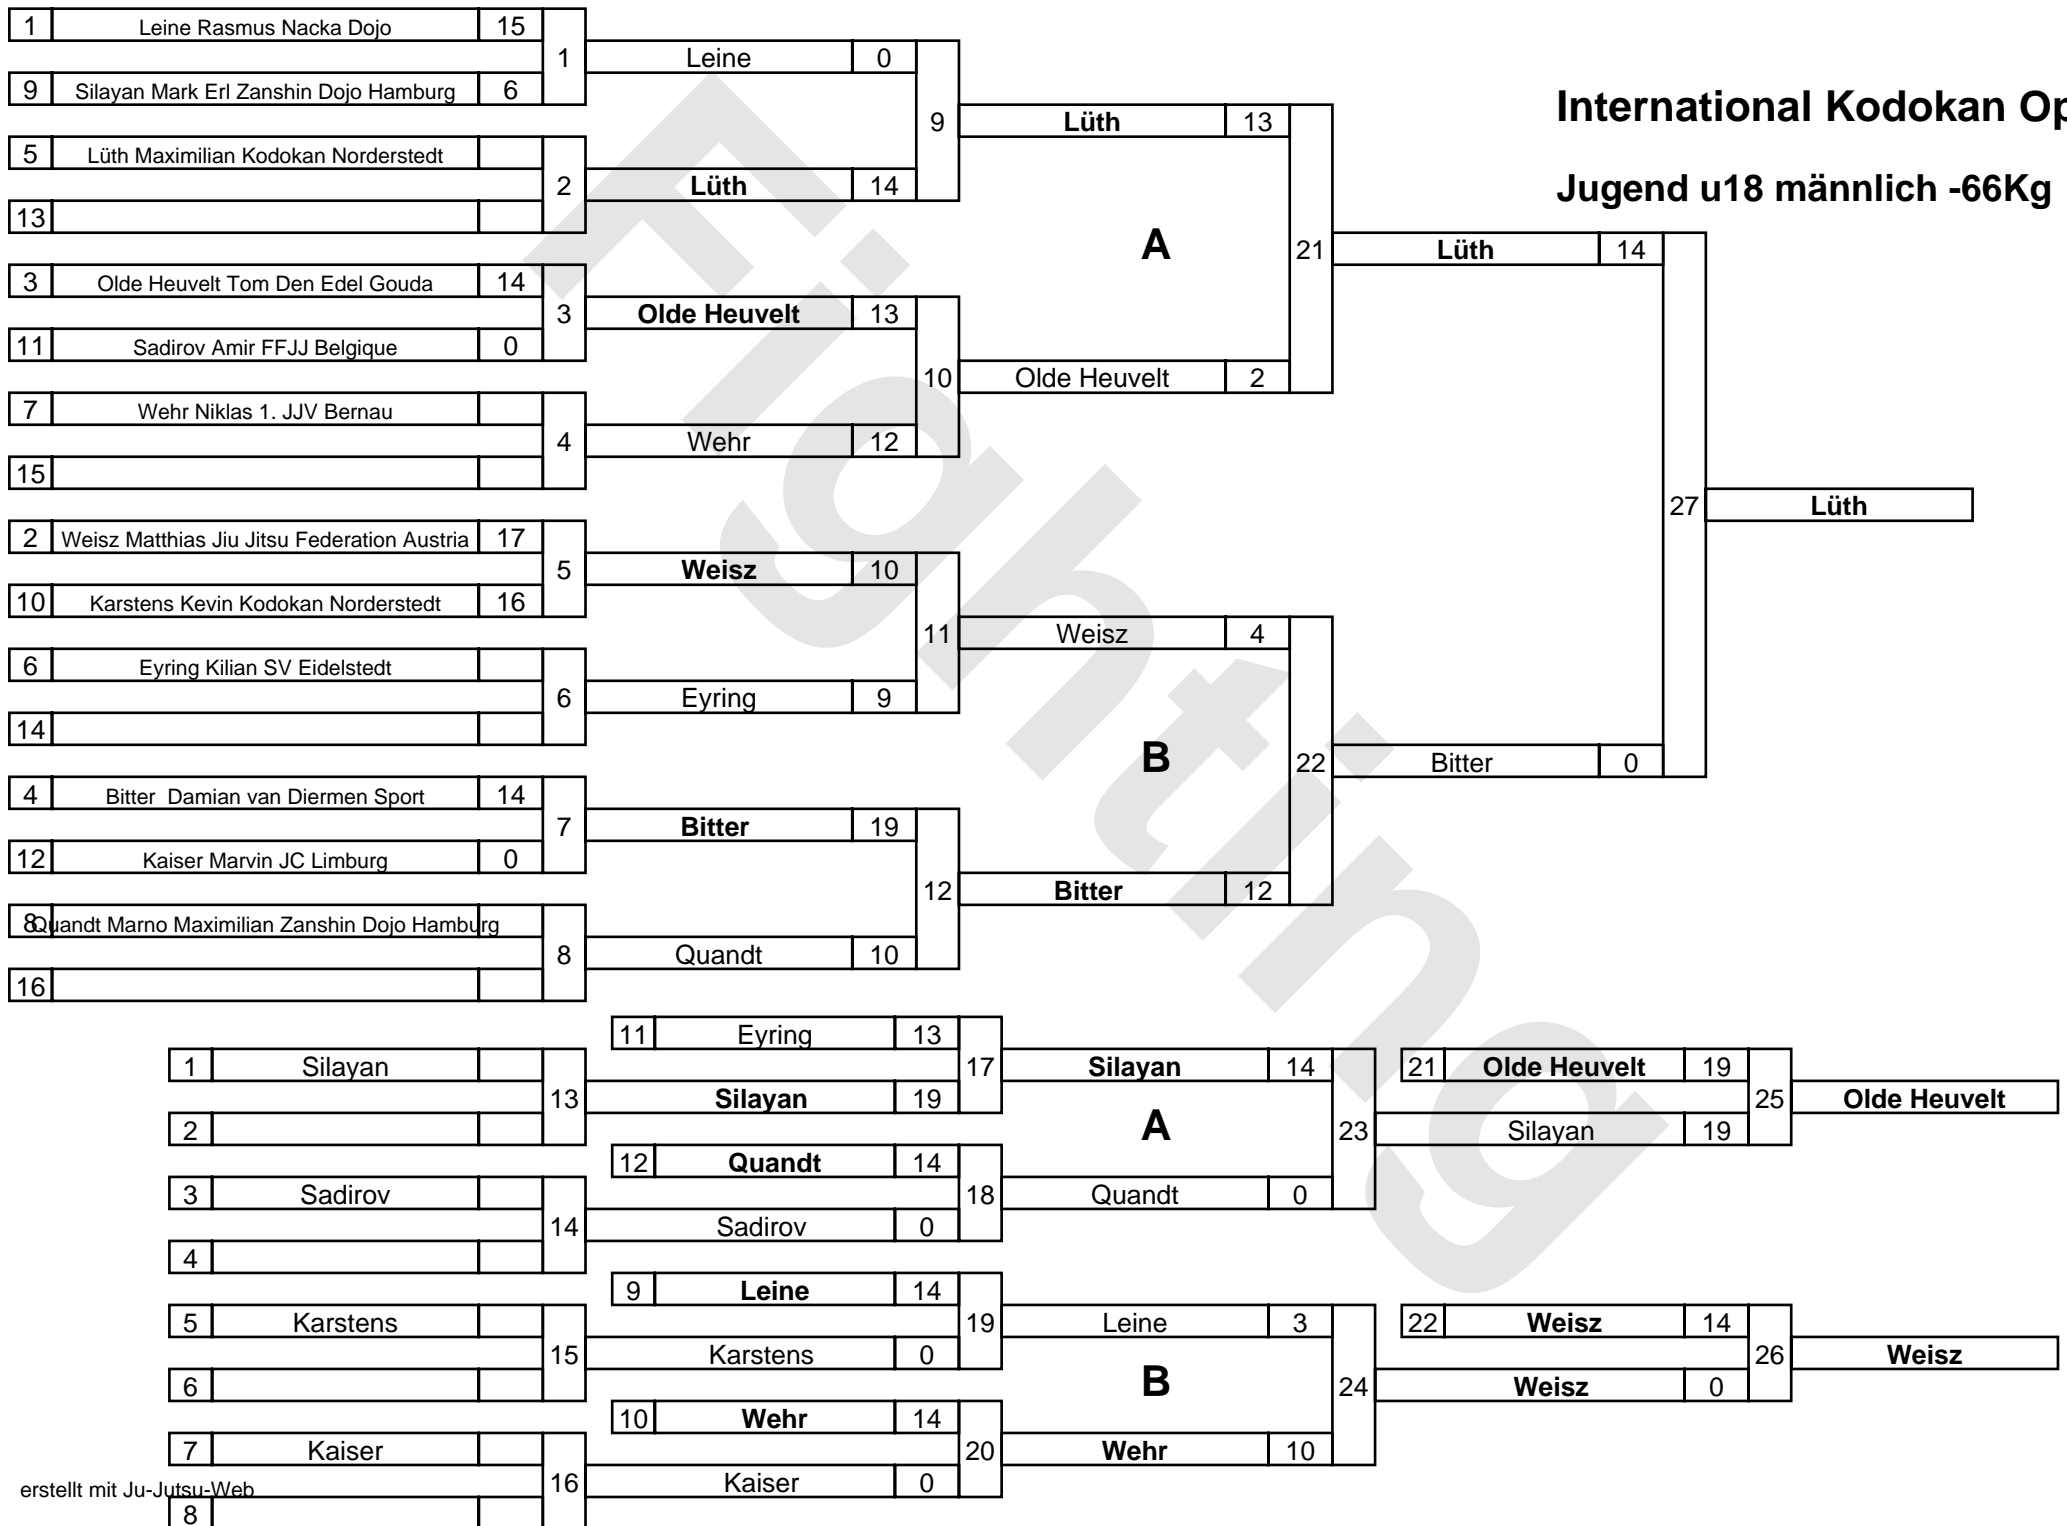 International Kodokan Op
Jugend u18 männlich -66Kg
1 Leine Rasmus Nacka Dojo 15
1
Leine 0
9 Silayan Mark Erl Zanshin Dojo Hamburg 6
9
Lüth 13
5 Lüth Maximilian Kodokan Norderstedt
2
Lüth 14
13
A
21
Lüth 14
3 Olde Heuvelt Tom Den Edel Gouda 14
3
Olde Heuvelt 13
11 Sadirov Amir FFJJ Belgique 0
10
Olde Heuvelt 2
7 Wehr Niklas 1. JJV Bernau
4
Wehr 12
15
27
Lüth
2 Weisz Matthias Jiu Jitsu Federation Austria 17
5
Weisz 10
10 Karstens Kevin Kodokan Norderstedt 16
11
Weisz 4
6 Eyring Kilian SV Eidelstedt
6
Eyring 9
14
B
22
Bitter 0
4 Bitter Damian van Diermen Sport 14
7
Bitter 19
12 Kaiser Marvin JC Limburg 0
12
Bitter 12
8 Quandt Marno Maximilian Zanshin Dojo Hamburg
8
Quandt 10
16
11 Eyring 13
17
1 Silayan
13
Silayan 19
Silayan 14
21 Olde Heuvelt 19
25
Olde Heuvelt
2
A
23
Silayan 19
12 Quandt 14
18
3 Sadirov
14
Sadirov 0
Quandt 0
4
9 Leine 14
19
5 Karstens
15
Karstens 0
Leine 3
22 Weisz 14
26
Weisz
6
B
24
Weisz 0
10 Wehr 14
20
7 Kaiser
16
Kaiser 0
Wehr 10
erstellt mit Ju-Jutsu-Web
8
Fighting